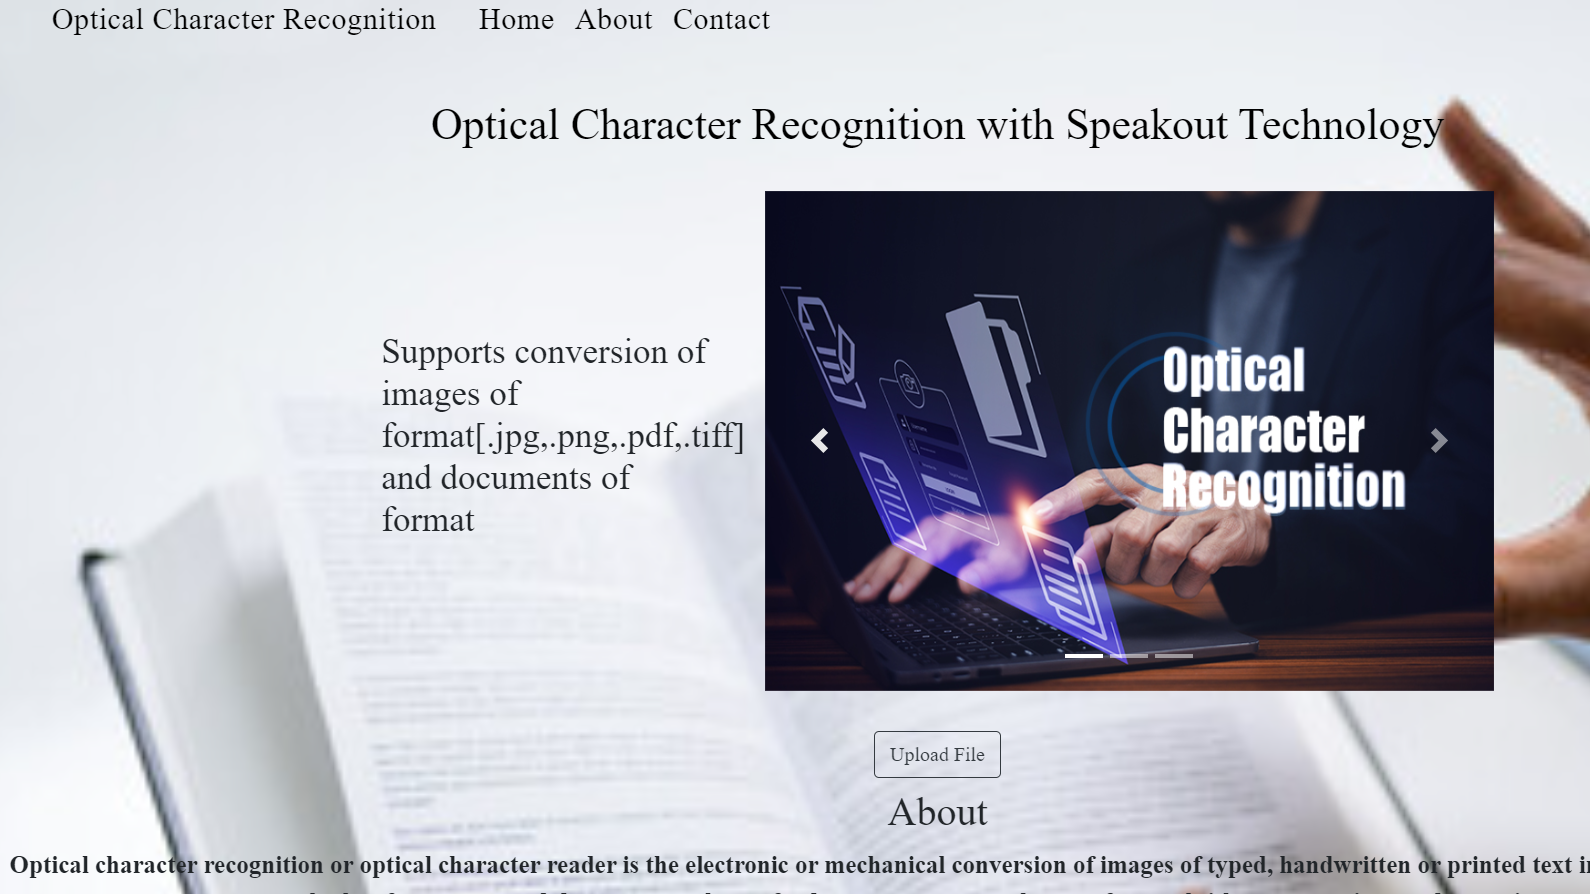 Optical Character Recognition Home About Contact
Optical Character Recognition with Speakout Technology
Supports conversion of
images of
format[.jpg,.png,.pdf,.tiff]
and documents of
format
Optical
Character
Recognition
Upload File
About
Optical character recognition or optical character reader is the electronic or mechanical conversion of images of typed, handwritten or printed text